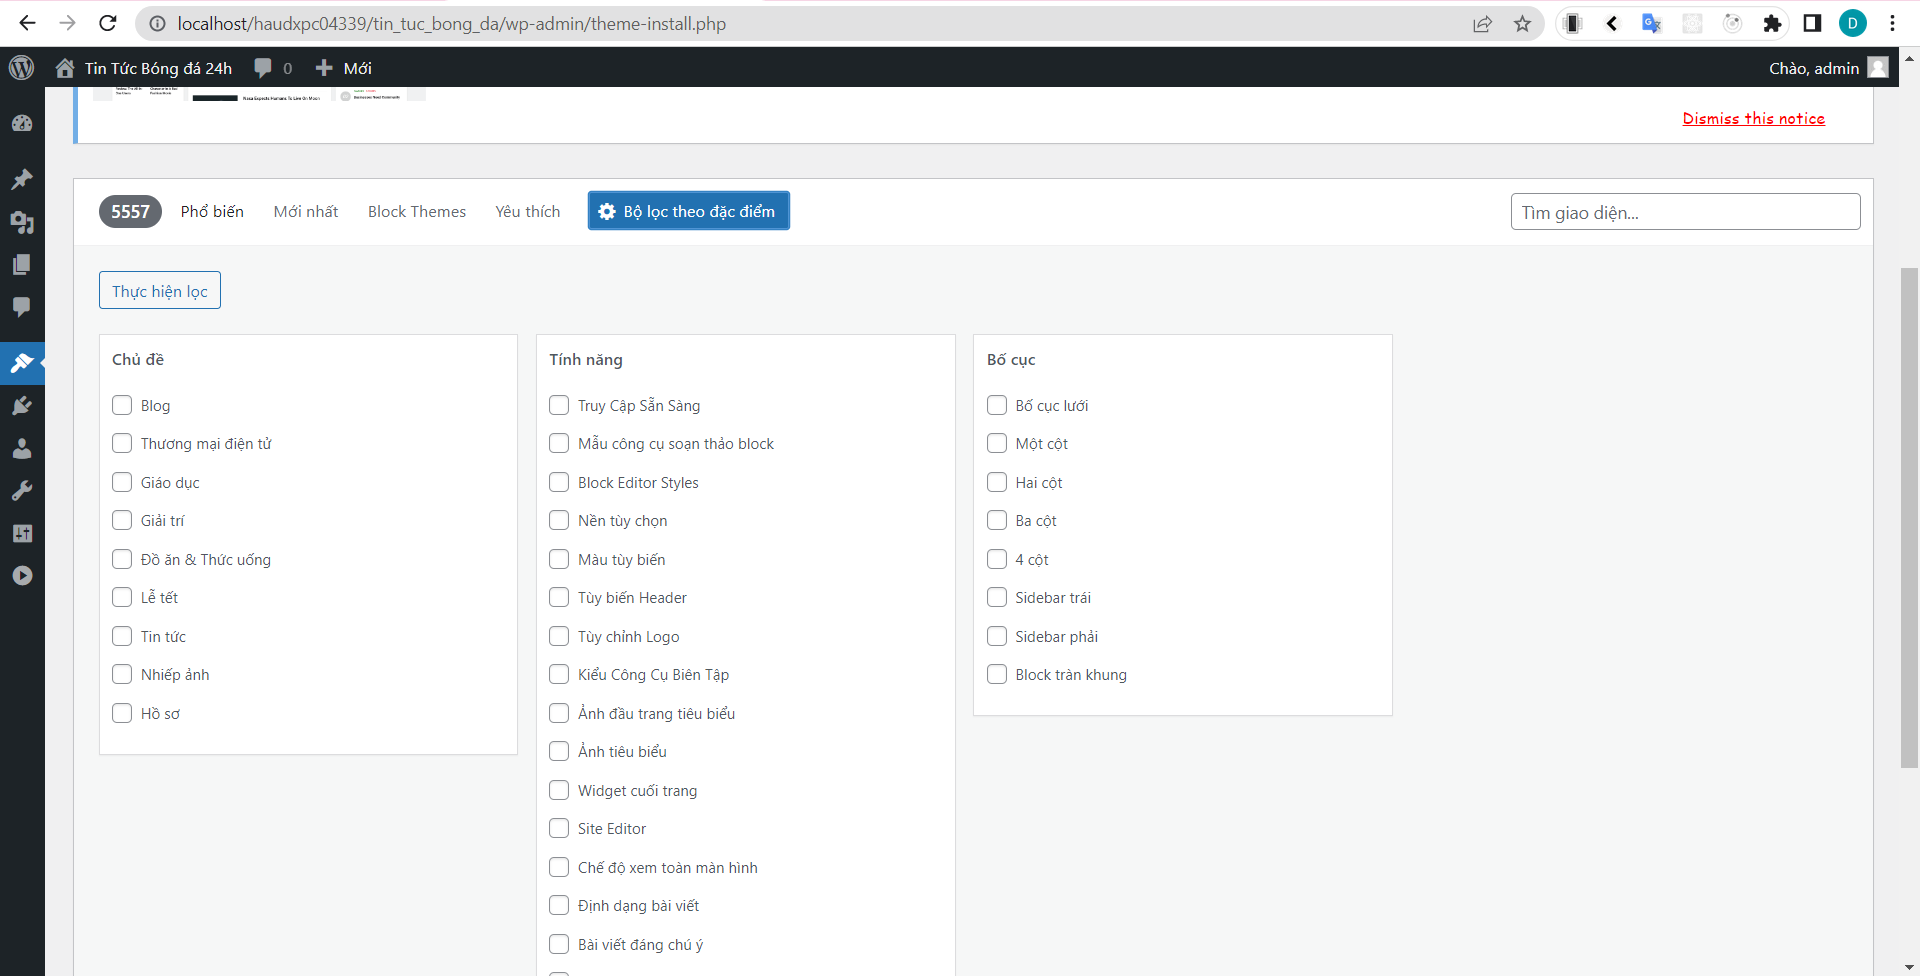 localhost/haudxpc04339/tin_tuc_bong_da/wp-admin/theme-install.php
D
Tin Tức Bóng đá 24h 0 Mới
Chào, admin
Nasa Expects Humans To Live On Moon
Dismiss this notice
5557 Phổ biến Mới nhất Block Themes Yêu thích Bộ lọc theo đặc điểm
Tìm giao diện...
Thực hiện lọc
Chủ đề
Blog
Thương mại điện tử
Giáo dục
Giải trí
Đồ ăn & Thức uống
Lễ tết
Tin tức
Nhiếp ảnh
Hồ sơ
Tính năng
Truy Cập Sẵn Sàng
Mẫu công cụ soạn thảo block
Block Editor Styles
Nền tùy chọn
Màu tùy biến
Tùy biến Header
Tùy chỉnh Logo
Kiểu Công Cụ Biên Tập
Ảnh đầu trang tiêu biểu
Ảnh tiêu biểu
Widget cuối trang
Site Editor
Chế độ xem toàn màn hình
Định dạng bài viết
Bài viết đáng chú ý
Bố cục
Bố cục lưới
Một cột
Hai cột
Ba cột
4 cột
Sidebar trái
Sidebar phải
Block tràn khung